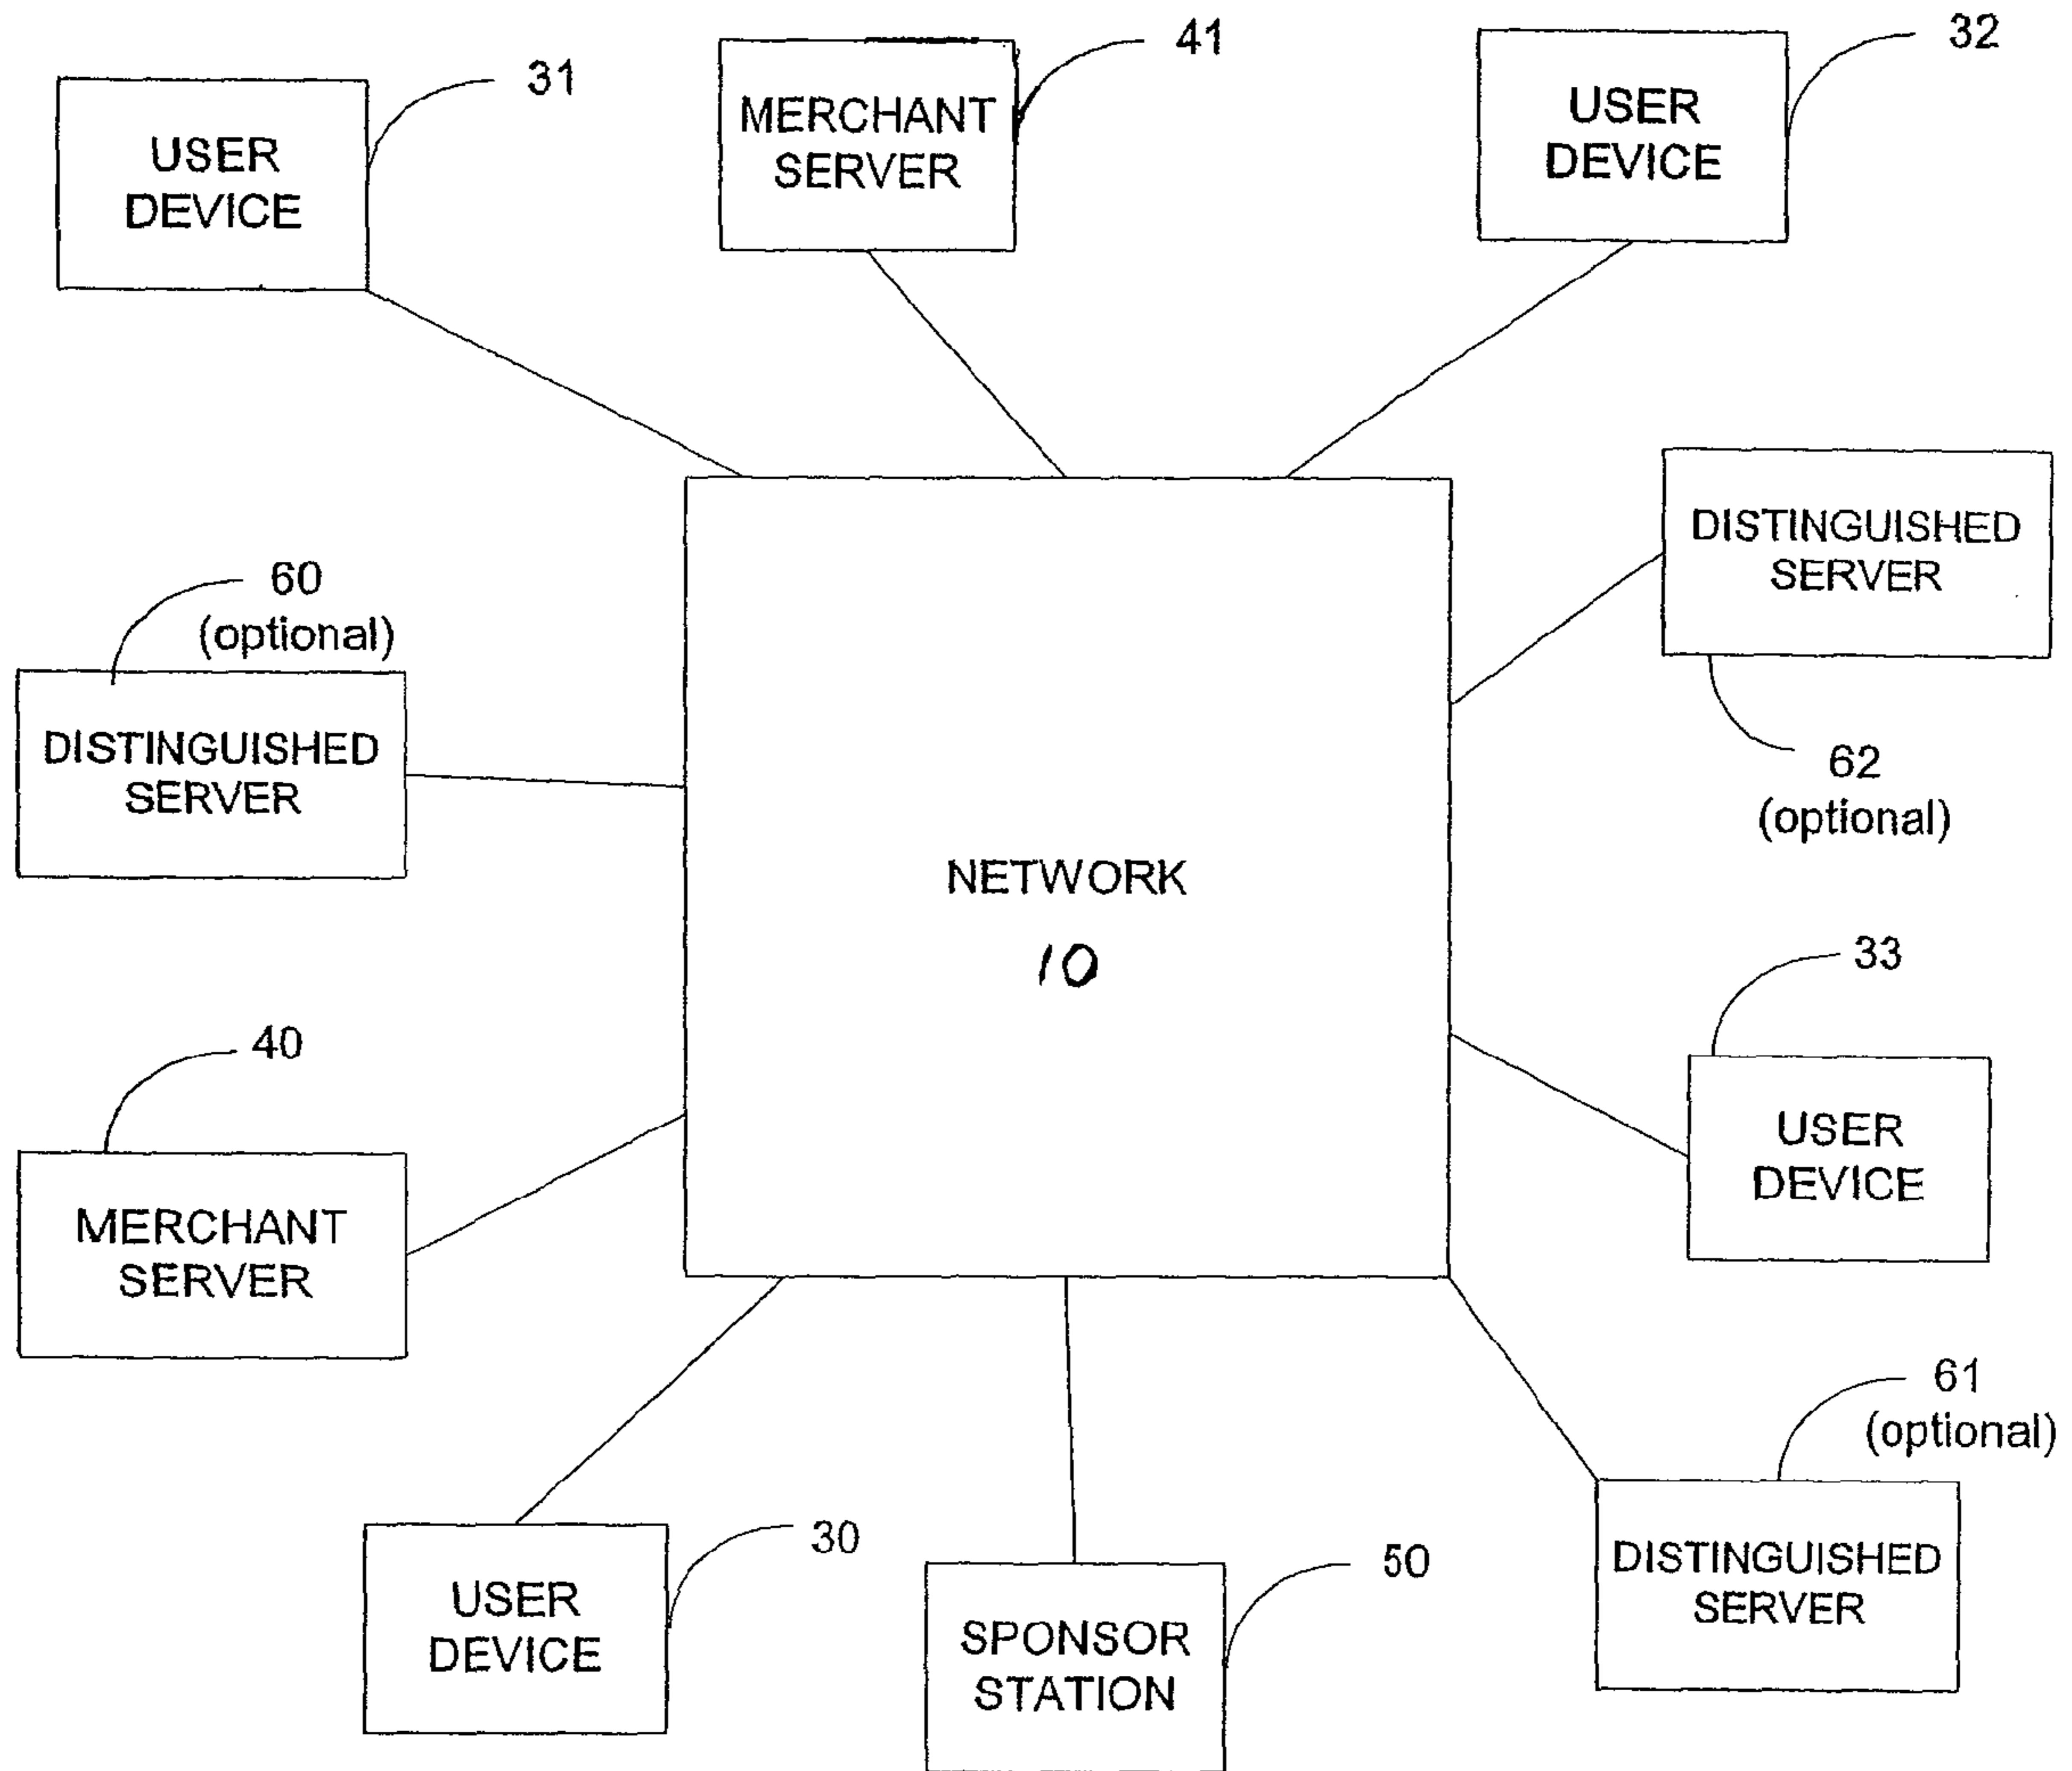 31
USER
DEVICE
41
MERCHANT
SERVER
32
USER
DEVICE
60
(optional)
DISTINGUISHED
SERVER
DISTINGUISHED
SERVER
62
(optional)
NETWORK
10
40
MERCHANT
SERVER
33
USER
DEVICE
30
USER
DEVICE
50
SPONSOR
STATION
61
(optional)
DISTINGUISHED
SERVER